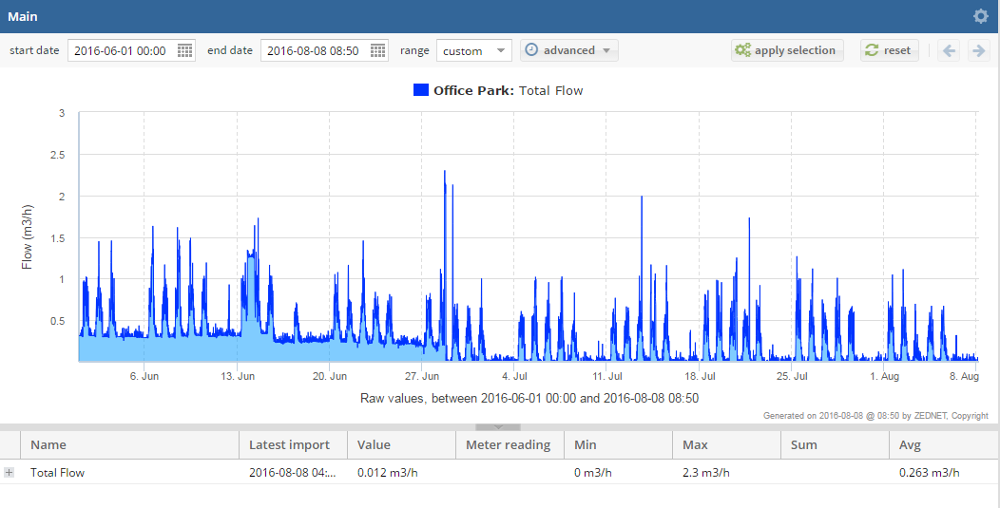 Main
start date 2016-06-01 00:00 end date 2016-08-08 08:50 range custom advanced apply selection reset
Office Park: Total Flow
3
2.5
2
1.5
1
0.5
Flow (m3/h)
6. Jun 13. Jun 20. Jun 27. Jun 4. Jul 11. Jul 18. Jul 25. Jul 1. Aug 8. Aug
Raw values, between 2016-06-01 00:00 and 2016-08-08 08:50
Generated on 2016-08-08 @ 08:50 by ZEDNET, Copyright
Name Latest import Value Meter reading Min Max Sum Avg
Total Flow 2016-08-08 04:... 0.012 m3/h 0 m3/h 2.3 m3/h 0.263 m3/h